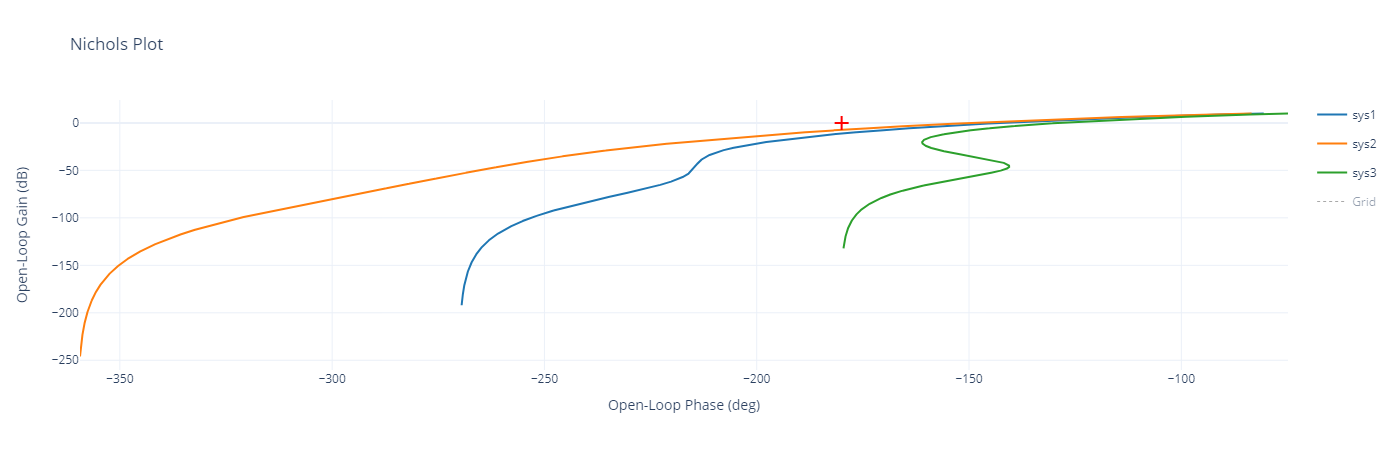 Nichols Plot
sys1
sys2
sys3
Grid
0
−50
−100
−150
−200
−250
Open-Loop Gain (dB)
−350
−300
−250
−200
−150
−100
Open-Loop Phase (deg)